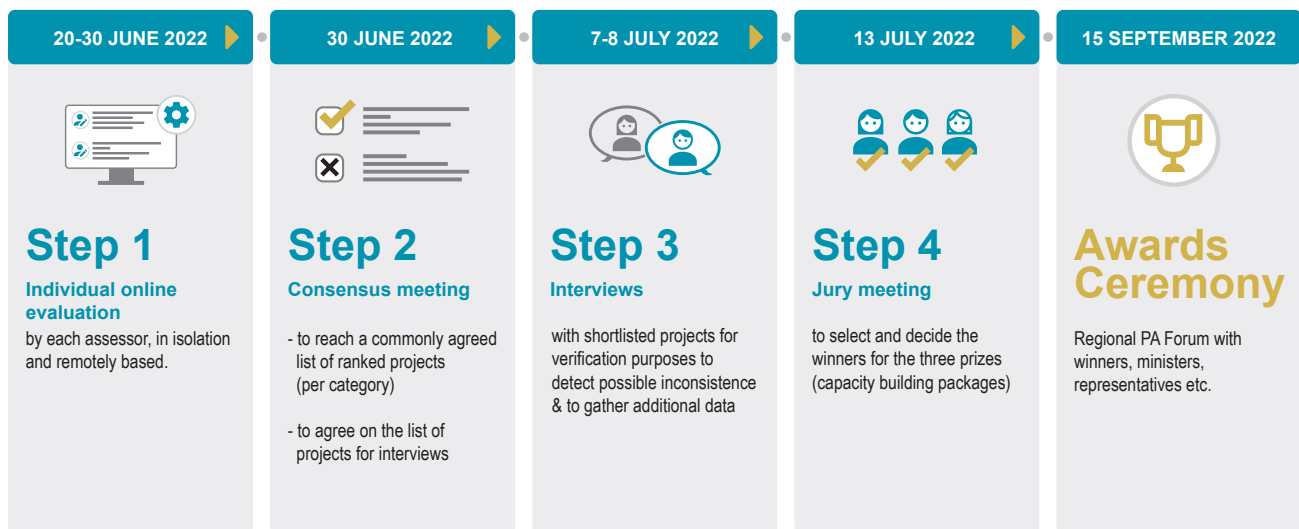 20-30 JUNE 2022
Step 1
Individual online
evaluation
by each assessor, in isolation
and remotely based.
30 JUNE 2022
Step 2
Consensus meeting
- to reach a commonly agreed
list of ranked projects
(per category)
- to agree on the list of
projects for interviews
7-8 JULY 2022
Step 3
Interviews
with shortlisted projects for
verification purposes to
detect possible inconsistence
& to gather additional data
13 JULY 2022
Step 4
Jury meeting
to select and decide the
winners for the three prizes
(capacity building packages)
15 SEPTEMBER 2022
Awards
Ceremony
Regional PA Forum with
winners, ministers,
representatives etc.